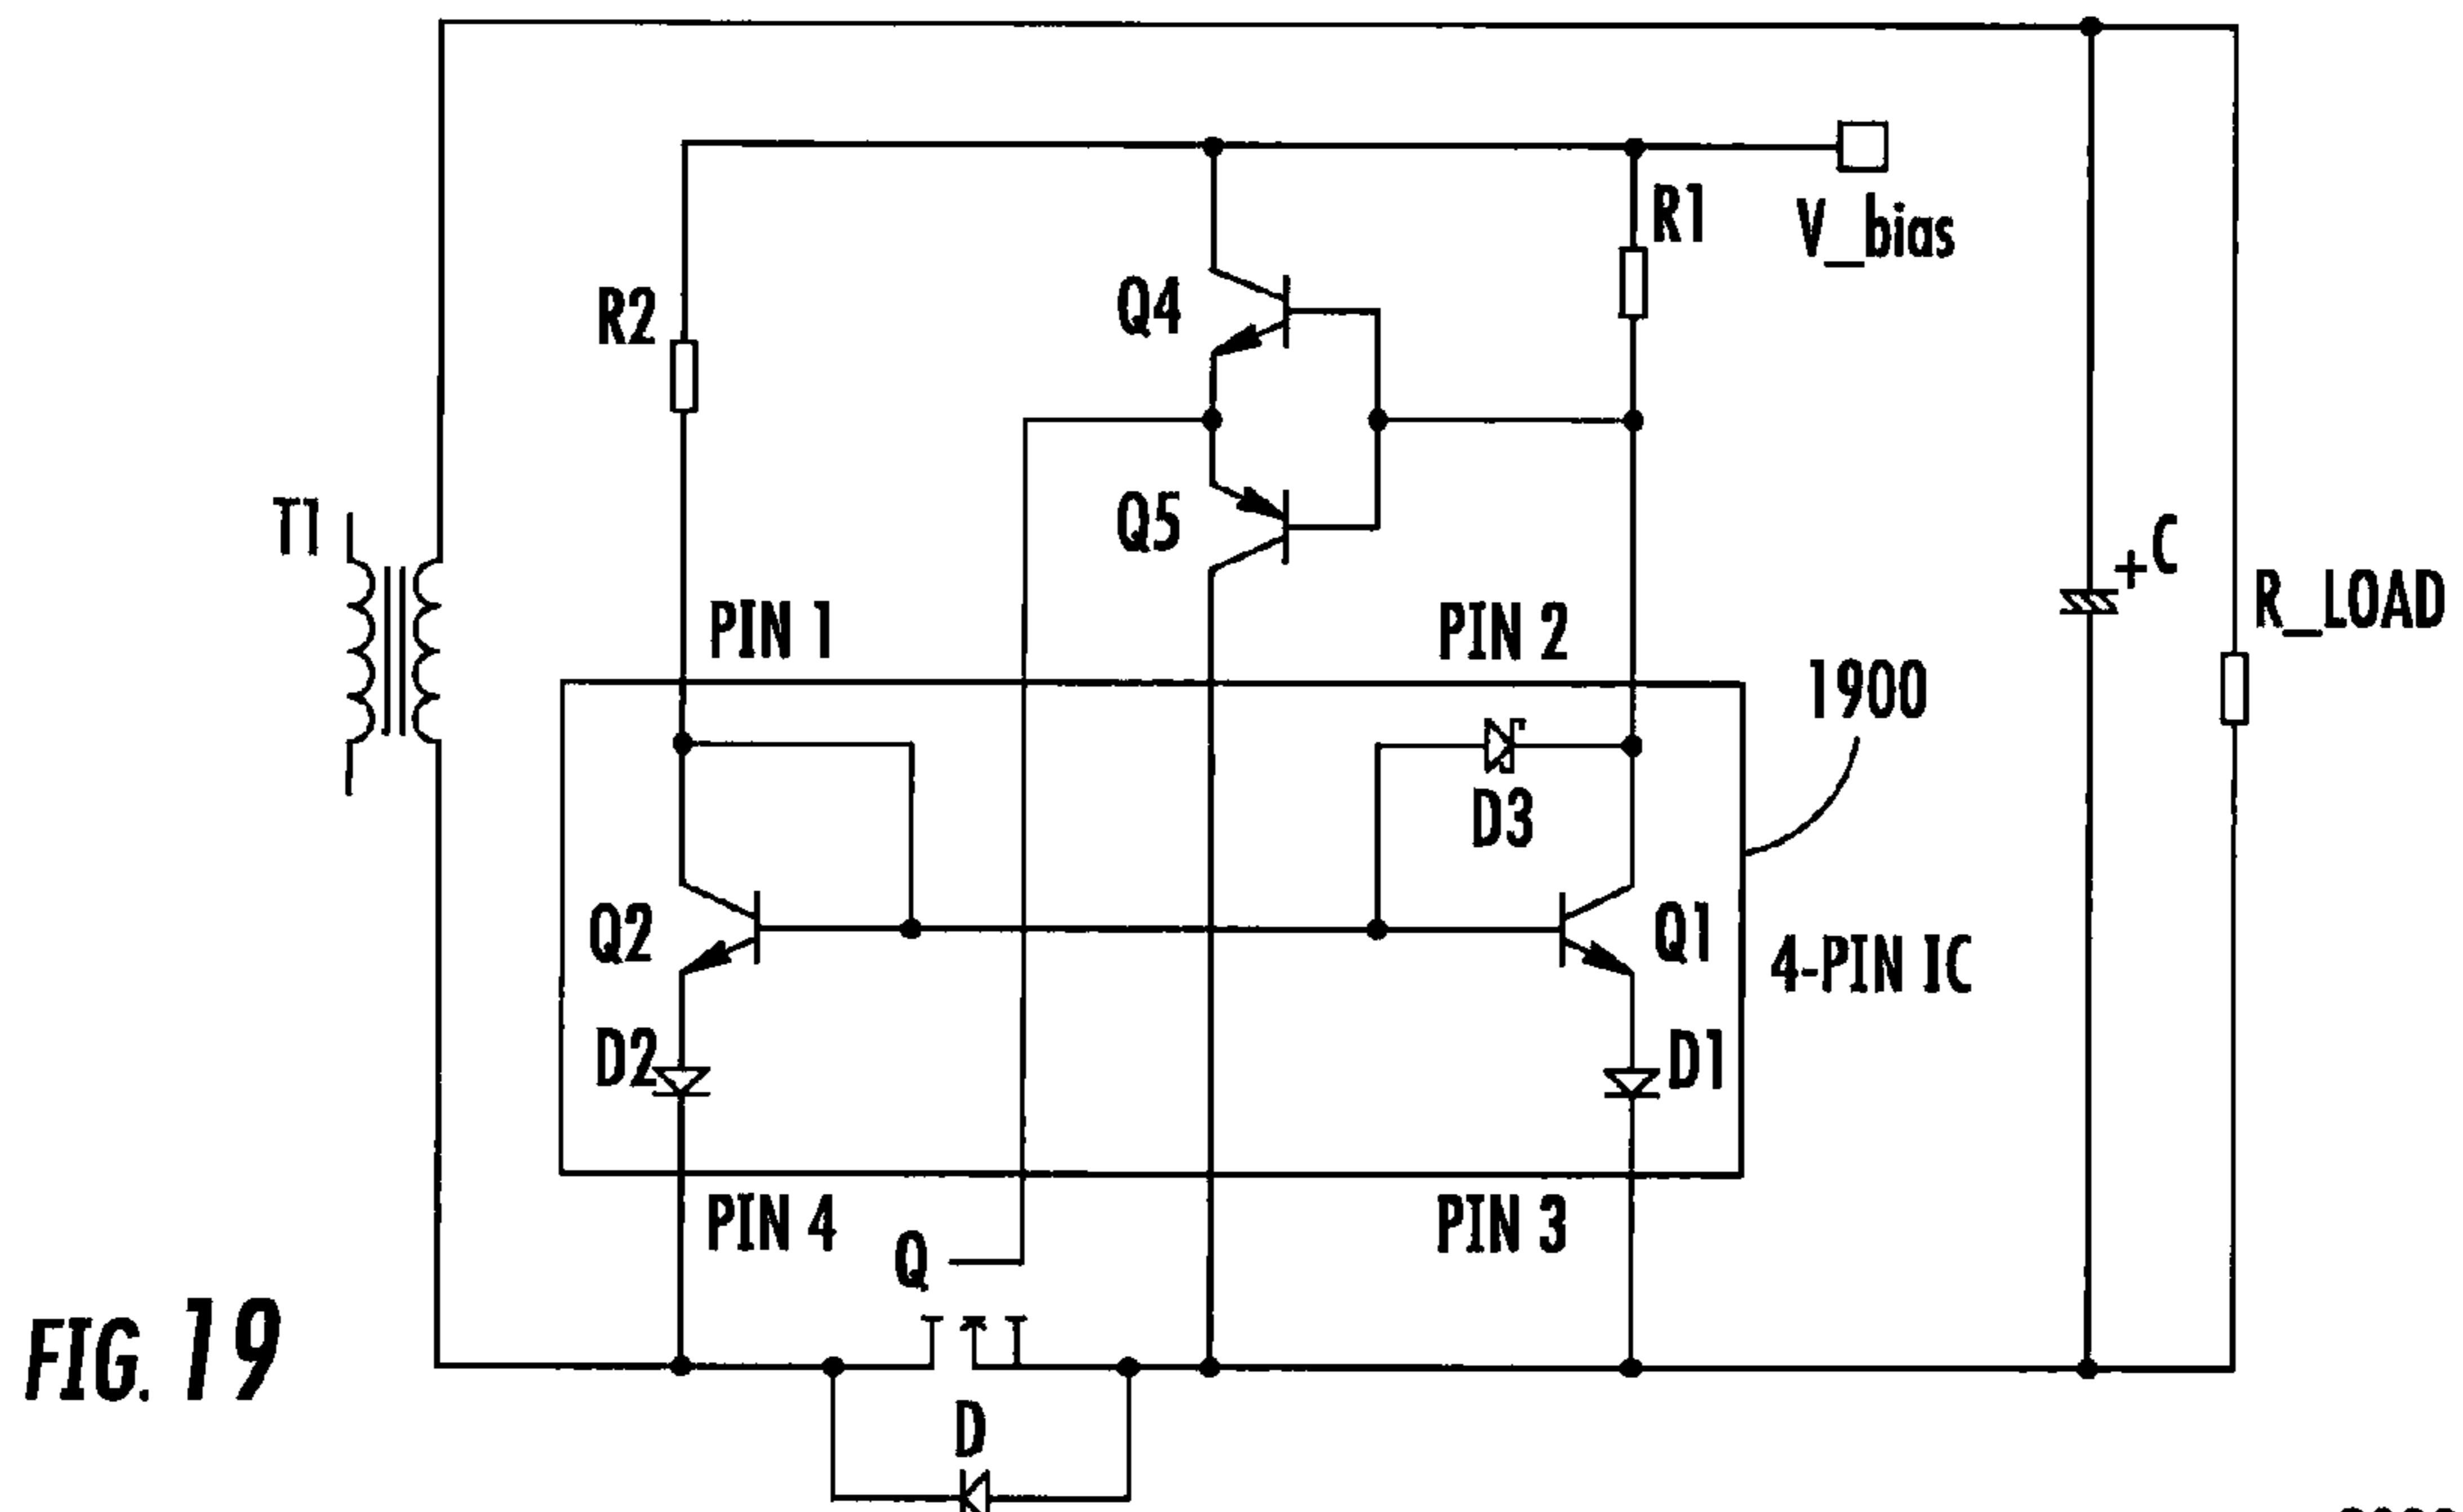 R1
V_bias
Q4
R2
T1
Q5
+C
R_LOAD
PIN 1
PIN 2
1900
D3
Q2
Q1
4-PIN IC
D2
D1
PIN 4
PIN 3
Q
FIG. 19
D